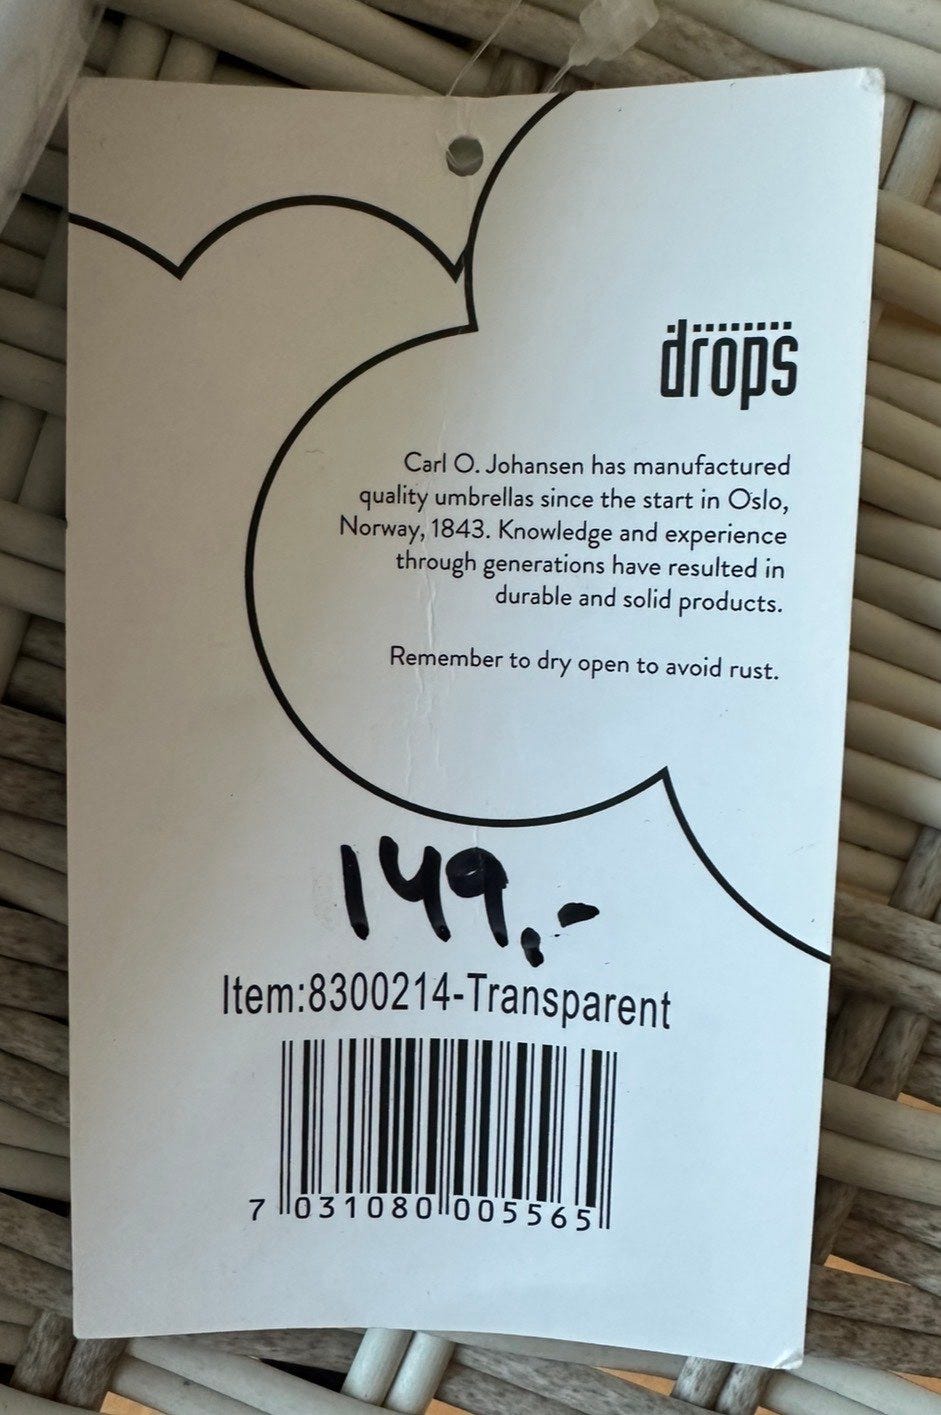 drops
Carl O. Johansen has manufactured
quality umbrellas since the start in Oslo,
Norway, 1843. Knowledge and experience
through generations have resulted in
durable and solid products.
Remember to dry open to avoid rust.
149,-
Item:8300214-Transparent
7 031080 005565